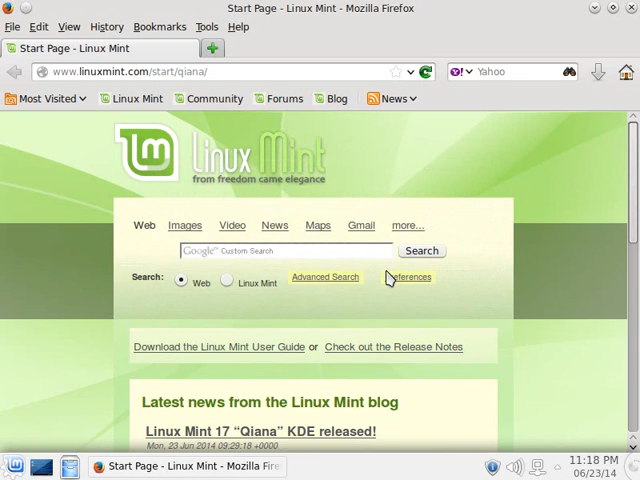 Start Page - Linux Mint - Mozilla Firefox
File Edit View History Bookmarks Tools Help
Start Page - Linux Mint
www.linuxmint.com/start/qiana/
Yahoo
Most Visited Linux Mint Community Forums Blog News
Linux Mint
from freedom came elegance
Web Images Video News Maps Gmail more...
Google™ Custom Search Search
Search: Web Linux Mint Advanced Search
Download the Linux Mint User Guide or Check out the Release Notes
Latest news from the Linux Mint blog
Linux Mint 17 “Qiana” KDE released!
Mon, 23 Jun 2014 09:29:18 +0000
Start Page - Linux Mint - Mozilla Fire
11:18 PM
06/23/14